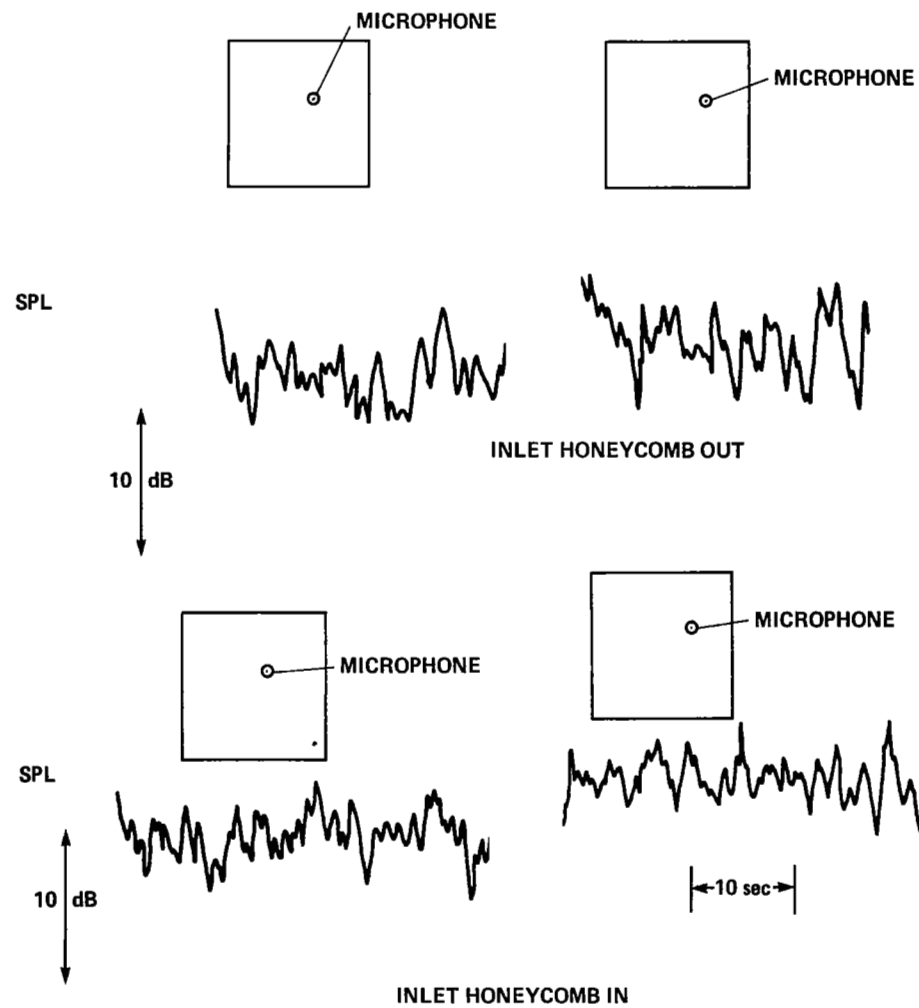 MICROPHONE
MICROPHONE
SPL
INLET HONEYCOMB OUT
10 dB
MICROPHONE
MICROPHONE
SPL
10 sec
10 dB
INLET HONEYCOMB IN